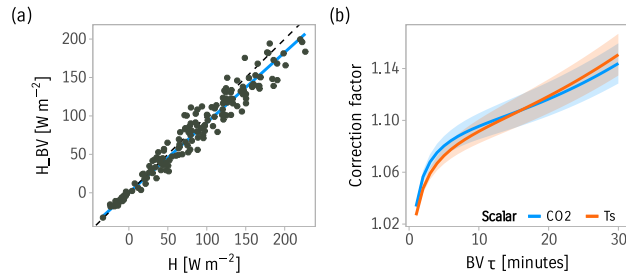 (a)
200
150
100
50
0
H_BV [W m−2]
0 50 100 150 200
H [W m−2]
(b)
1.14
1.10
1.06
1.02
Correction factor
Scalar CO2 Ts
0 10 20 30
BV τ [minutes]